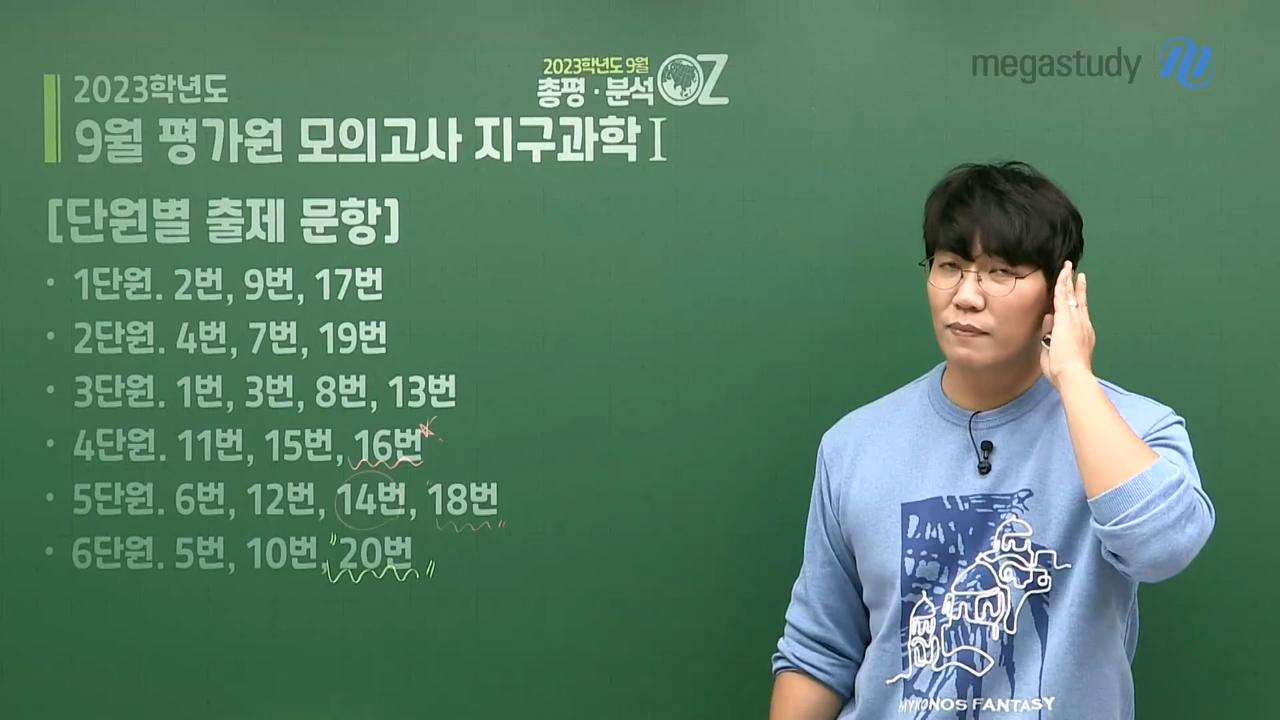 2023학년도
9월 평가원 모의고사 지구과학Ⅰ
2023학년도 9월
총평·분석 OZ
megastudy
[단원별 출제 문항]
• 1단원. 2번, 9번, 17번
• 2단원. 4번, 7번, 19번
• 3단원. 1번, 3번, 8번, 13번
• 4단원. 11번, 15번, 16번
• 5단원. 6번, 12번, 14번, 18번
• 6단원. 5번, 10번, "20번"
MYKONOS FANTASY